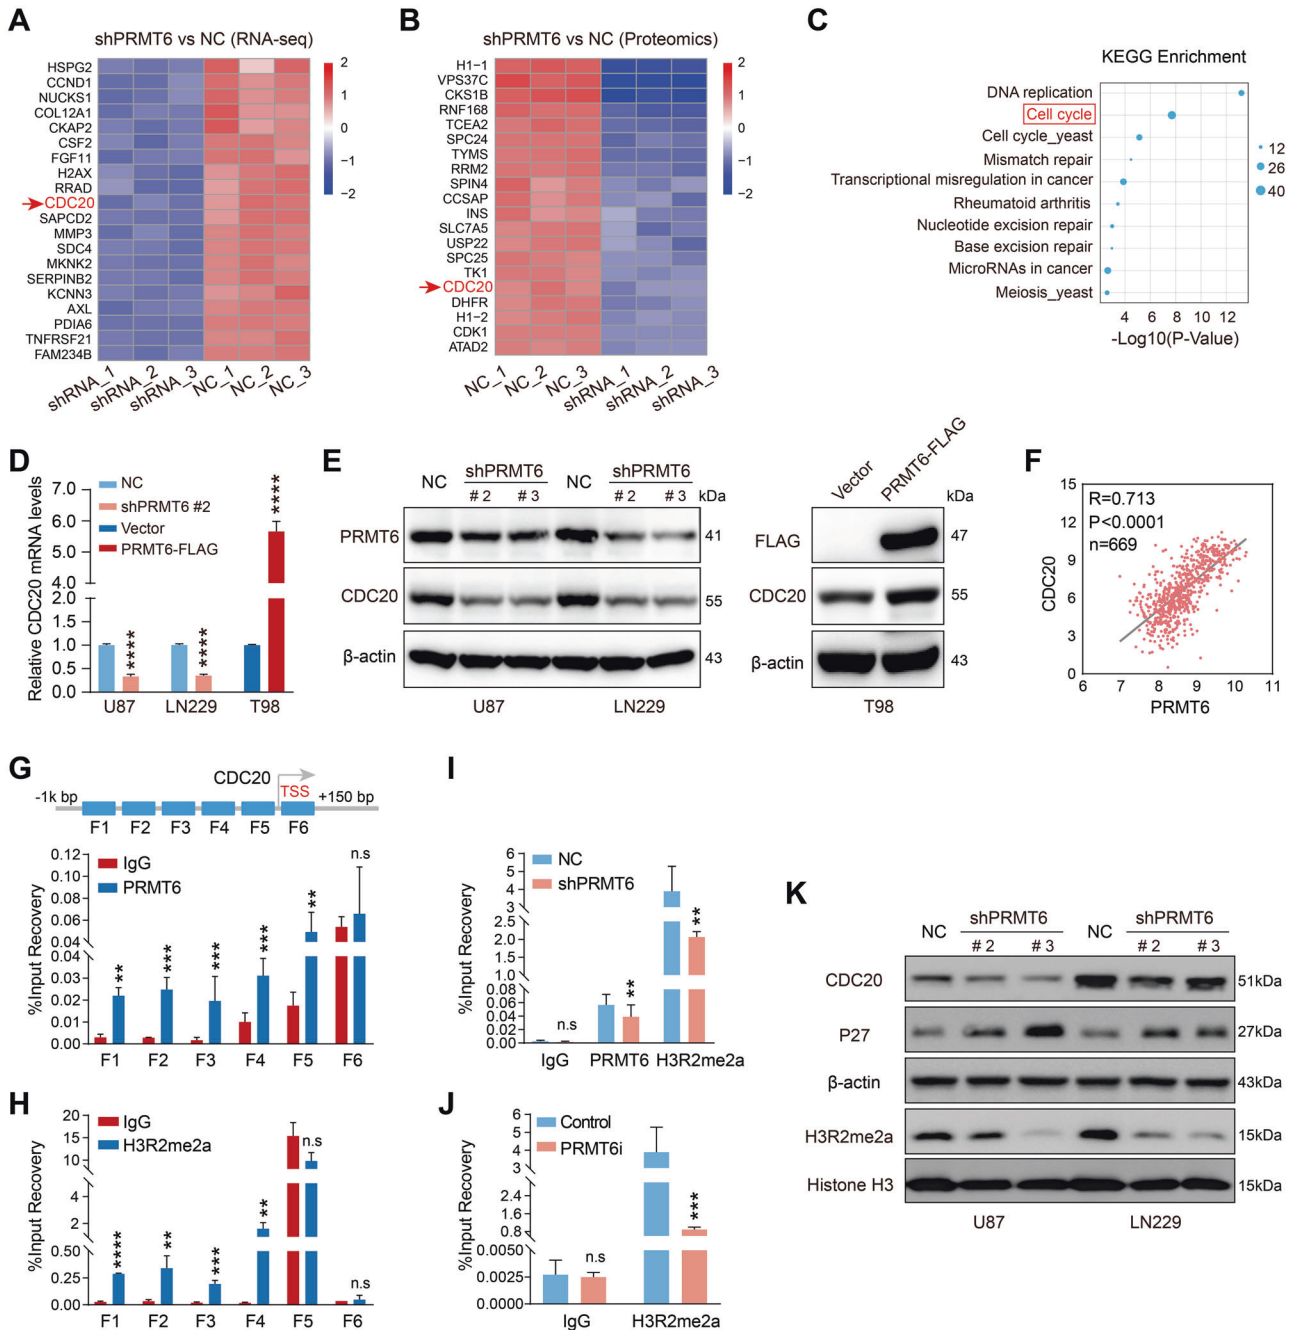 A
shPRMT6 vs NC (RNA-seq)
HSPG2
CCND1
NUCKS1
COL12A1
CKAP2
CSF2
FGF11
H2AX
RRAD
CDC20
SAPCD2
MMP3
SDC4
MKNK2
SERPINB2
KCNN3
AXL
PDIA6
TNFRSF21
FAM234B
2
1
0
−1
−2
shRNA_1
shRNA_2
shRNA_3
NC_1
NC_2
NC_3
B
shPRMT6 vs NC (Proteomics)
H1-1
VPS37C
CKS1B
RNF168
TCEA2
SPC24
TYMS
RRM2
SPIN4
CCSAP
INS
SLC7A5
USP22
SPC25
TK1
CDC20
DHFR
H1-2
CDK1
ATAD2
2
1
0
−1
−2
NC_1
NC_2
NC_3
shRNA_1
shRNA_2
shRNA_3
C
KEGG Enrichment
DNA replication
Cell cycle
Cell cycle_yeast
Mismatch repair
Transcriptional misregulation in cancer
Rheumatoid arthritis
Nucleotide excision repair
Base excision repair
MicroRNAs in cancer
Meiosis_yeast
12
26
40
4 6 8 10 12
-Log10(P-Value)
D
Relative CDC20 mRNA levels
7.0
6.0
5.0
4.0
2.0
1.5
1.0
0.5
0.0
NC
shPRMT6 #2
Vector
PRMT6-FLAG
****
****
****
U87 LN229 T98
E
NC shPRMT6 NC shPRMT6
#2 #3 #2 #3 kDa
PRMT6 41
CDC20 55
β-actin 43
U87 LN229
Vector PRMT6-FLAG kDa
FLAG 47
CDC20 55
β-actin 43
T98
F
R=0.713
P<0.0001
n=669
CDC20
15
12
9
6
3
0
6 7 8 9 10 11
PRMT6
G
CDC20
TSS
-1k bp +150 bp
F1 F2 F3 F4 F5 F6
%Input Recovery
0.12
0.10
0.08
0.06
0.04
0.04
0.03
0.02
0.01
0.00
IgG
PRMT6
** *** *** *** ** n.s
F1 F2 F3 F4 F5 F6
H
%Input Recovery
20
15
10
4
2
0.50
0.25
0.00
IgG
H3R2me2a
**** ** *** ** n.s n.s
F1 F2 F3 F4 F5 F6
I
%Input Recovery
6
5
4
3
2.5
2.0
1.5
1.0
0.08
0.06
0.04
0.02
0.00
NC
shPRMT6
n.s ** **
IgG PRMT6 H3R2me2a
J
%Input Recovery
6
5
4
3
2.4
1.6
0.8
0.0050
0.0025
0.0000
Control
PRMT6i
n.s ***
IgG H3R2me2a
K
NC shPRMT6 NC shPRMT6
#2 #3 #2 #3
CDC20 51kDa
P27 27kDa
β-actin 43kDa
H3R2me2a 15kDa
Histone H3 15kDa
U87 LN229